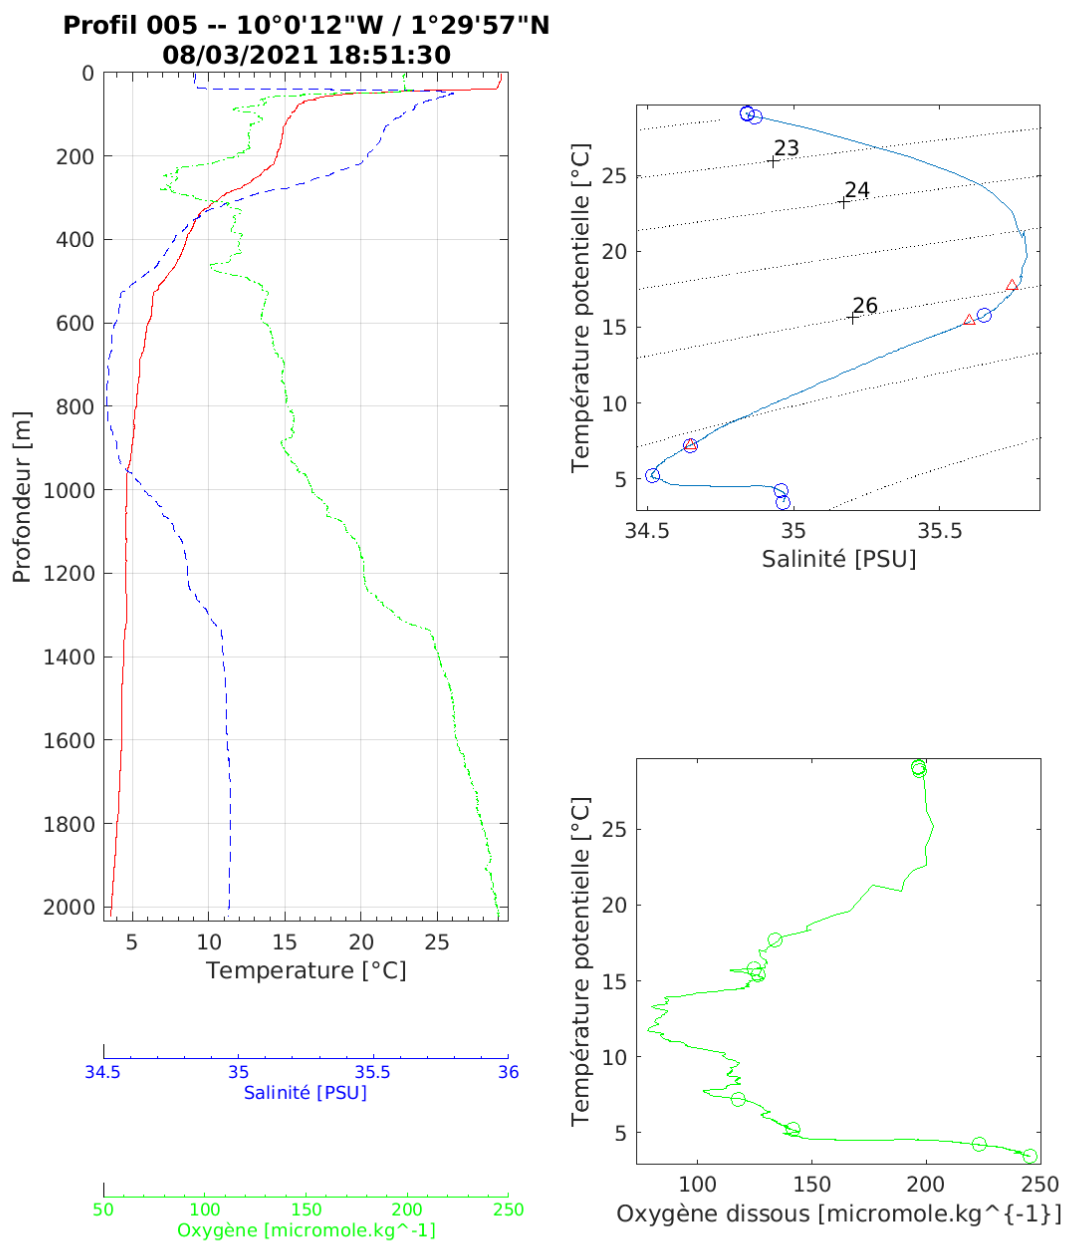 Profil 005 -- 10°0'12"W / 1°29'57"N
08/03/2021 18:51:30
0
200
400
600
800
1000
1200
1400
1600
1800
2000
Profondeur [m]
5 10 15 20 25
Temperature [°C]
34.5 35 35.5 36
Salinité [PSU]
50 100 150 200 250
Oxygène [micromole.kg^-1]
Température potentielle [°C]
25
20
15
10
5
23
24
26
34.5 35 35.5
Salinité [PSU]
Température potentielle [°C]
25
20
15
10
5
100 150 200 250
Oxygène dissous [micromole.kg^{-1}]